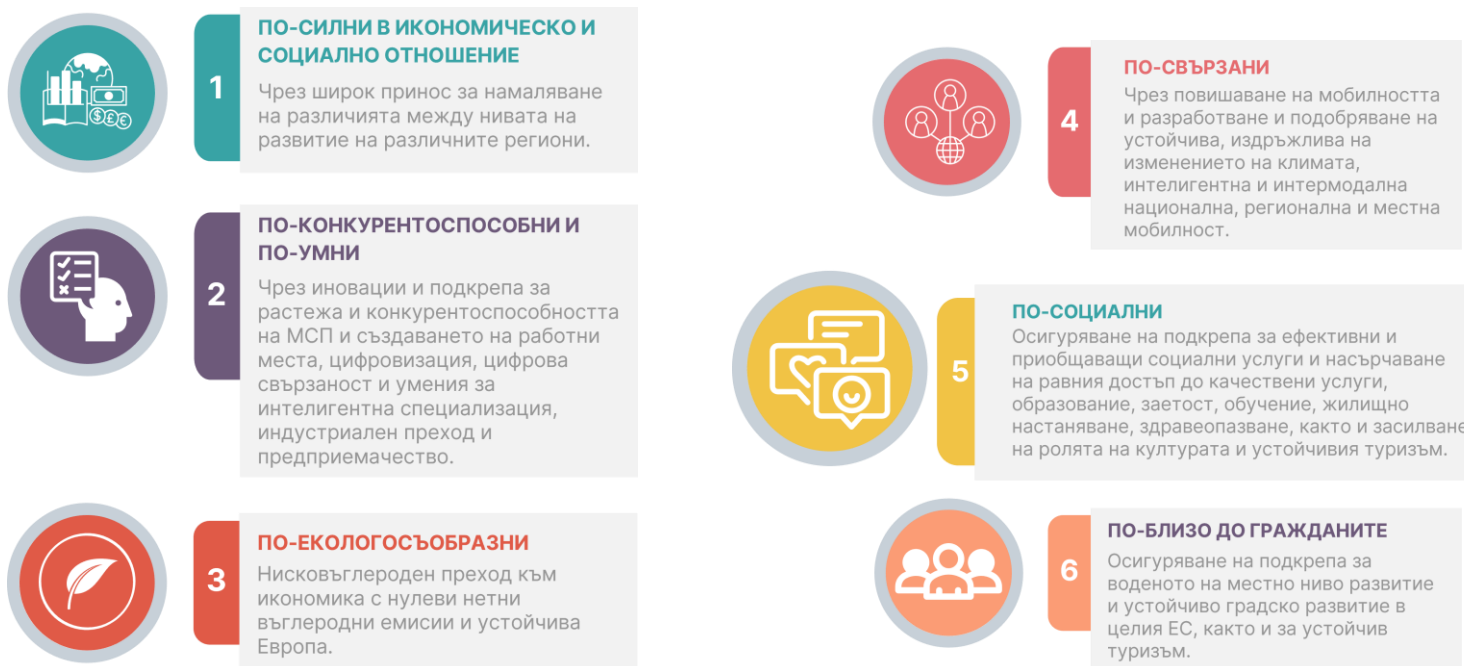 1
ПО-СИЛНИ В ИКОНОМИЧЕСКО И
СОЦИАЛНО ОТНОШЕНИЕ
Чрез широк принос за намаляване
на различията между нивата на
развитие на различните региони.
2
ПО-КОНКУРЕНТОСПОСОБНИ И
ПО-УМНИ
Чрез иновации и подкрепа за
растежа и конкурентоспособността
на МСП и създаването на работни
места, цифровизация, цифрова
свързаност и умения за
интелигентна специализация,
индустриален преход и
предприемачество.
3
ПО-ЕКОЛОГОСЪОБРАЗНИ
Нисковъглероден преход към
икономика с нулеви нетни
въглеродни емисии и устойчива
Европа.
4
ПО-СВЪРЗАНИ
Чрез повишаване на мобилността
и разработване и подобряване на
устойчива, издръжлива на
изменението на климата,
интелигентна и интермодална
национална, регионална и местна
мобилност.
5
ПО-СОЦИАЛНИ
Осигуряване на подкрепа за ефективни и
приобщаващи социални услуги и насърчаване
на равния достъп до качествени услуги,
образование, заетост, обучение, жилищно
настаняване, здравеопазване, както и засилване
на ролята на културата и устойчивия туризъм.
6
ПО-БЛИЗО ДО ГРАЖДАНИТЕ
Осигуряване на подкрепа за
воденото на местно ниво развитие
и устойчиво градско развитие в
целия ЕС, както и за устойчив
туризъм.
$££€